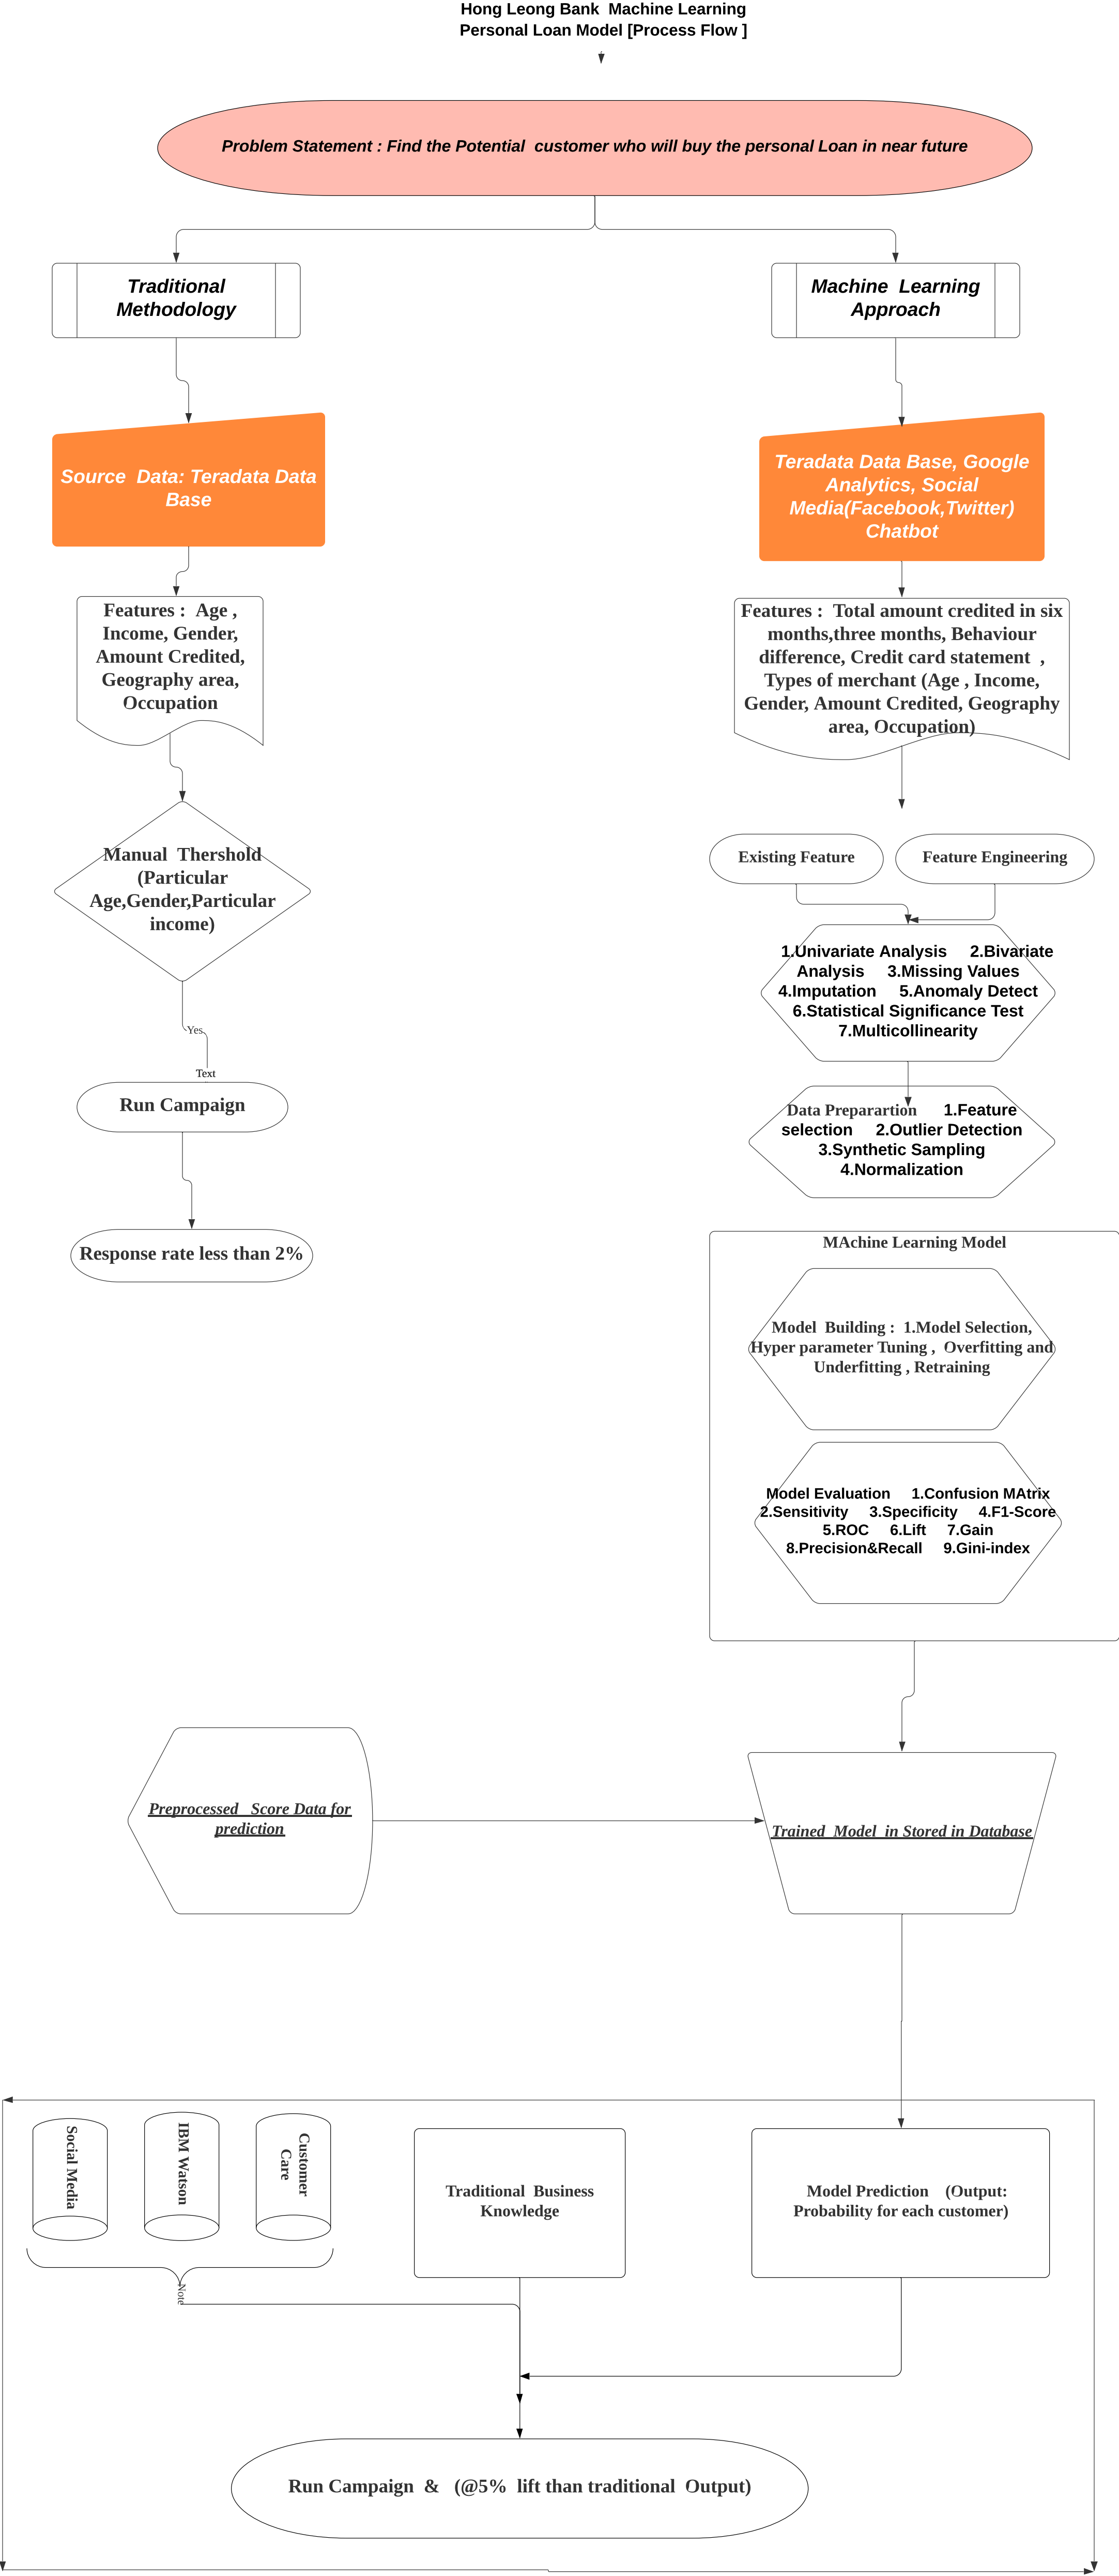 Hong Leong Bank  Machine Learning
Personal Loan Model [Process Flow ]
Problem Statement : Find the Potential  customer who will buy the personal Loan in near future
Traditional
Methodology
Machine  Learning
Approach
Source  Data: Teradata Data
Base
Teradata Data Base, Google
Analytics, Social
Media(Facebook,Twitter)
Chatbot
Features :  Age ,
Income, Gender,
Amount Credited,
Geography area,
Occupation
Features :  Total amount credited in six
months,three months, Behaviour
difference, Credit card statement  ,
Types of merchant (Age , Income,
Gender, Amount Credited, Geography
area, Occupation)
Manual  Thershold
(Particular
Age,Gender,Particular
income)
Existing Feature
Feature Engineering
1.Univariate Analysis     2.Bivariate
Analysis     3.Missing Values
4.Imputation     5.Anomaly Detect
6.Statistical Significance Test
7.Multicollinearity
Yes
Text
Run Campaign
Data Preparartion      1.Feature
selection     2.Outlier Detection
3.Synthetic Sampling
4.Normalization
Response rate less than 2%
MAchine Learning Model
Model  Building :  1.Model Selection,
Hyper parameter Tuning ,  Overfitting and
Underfitting , Retraining
Model Evaluation     1.Confusion MAtrix
2.Sensitivity     3.Specificity     4.F1-Score
5.ROC     6.Lift     7.Gain
8.Precision&Recall     9.Gini-index
Preprocessed   Score Data for
prediction
Trained  Model  in Stored in Database
Social Media
IBM Watson
Customer
Care
Traditional  Business
Knowledge
Model Prediction    (Output:
Probability for each customer)
Note
Run Campaign  &   (@5%  lift than traditional  Output)